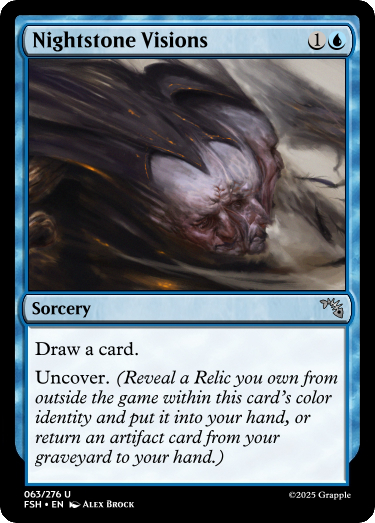 Nightstone Visions 1
Sorcery
Draw a card.
Uncover. (Reveal a Relic you own from
outside the game within this card's color
identity and put it into your hand, or
return an artifact card from your
graveyard to your hand.)
063/276 U
FSH • EN Alex Brock
©2025 Grapple